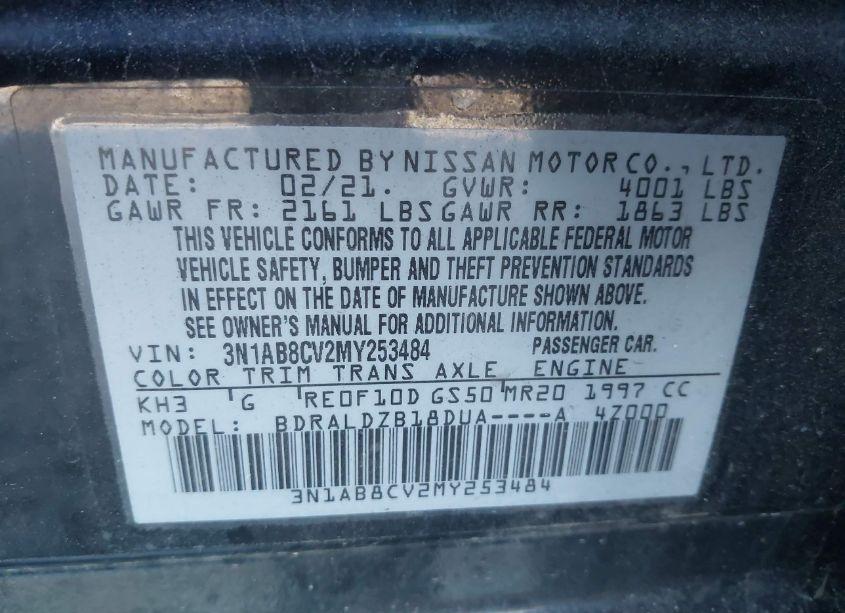 MANUFACTURED BY NISSAN MOTOR CO., LTD.
DATE: 02/21. GVWR: 4001 LBS
GAWR FR: 2161 LBS GAWR RR: 1863 LBS
THIS VEHICLE CONFORMS TO ALL APPLICABLE FEDERAL MOTOR
VEHICLE SAFETY, BUMPER AND THEFT PREVENTION STANDARDS
IN EFFECT ON THE DATE OF MANUFACTURE SHOWN ABOVE.
SEE OWNER'S MANUAL FOR ADDITIONAL INFORMATION.
VIN: 3N1AB8CV2MY253484 PASSENGER CAR.
COLOR TRIM TRANS AXLE ENGINE
KH3 G RE0F10D GS50 MR20 1997 CC
MODEL: BDRALDZB18DUA----A 4Z000
3N1AB8CV2MY253484